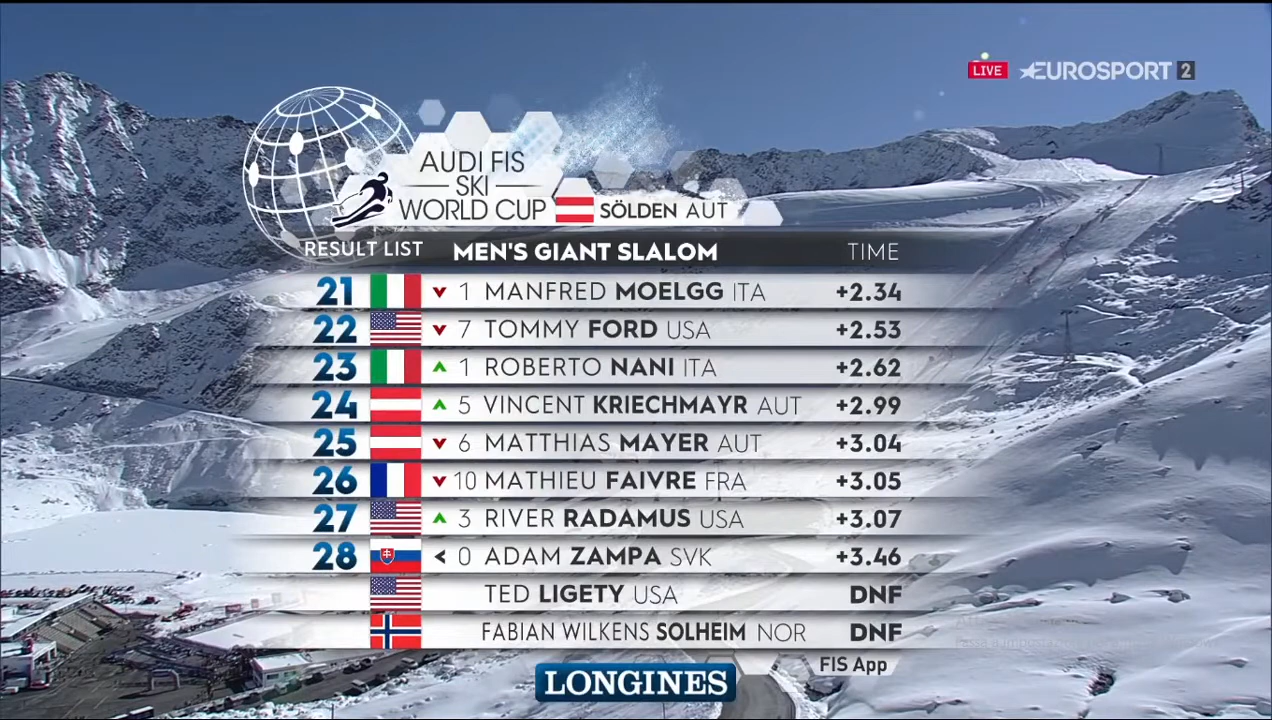 LIVE EUROSPORT 2
AUDI FIS
SKI
WORLD CUP SÖLDEN AUT
RESULT LIST MEN'S GIANT SLALOM TIME
21 1 MANFRED MOELGG ITA +2.34
22 7 TOMMY FORD USA +2.53
23 1 ROBERTO NANI ITA +2.62
24 5 VINCENT KRIECHMAYR AUT +2.99
25 6 MATTHIAS MAYER AUT +3.04
26 10 MATHIEU FAIVRE FRA +3.05
27 3 RIVER RADAMUS USA +3.07
28 < 0 ADAM ZAMPA SVK +3.46
TED LIGETY USA DNF
FABIAN WILKENS SOLHEIM NOR DNF
FIS App
LONGINES